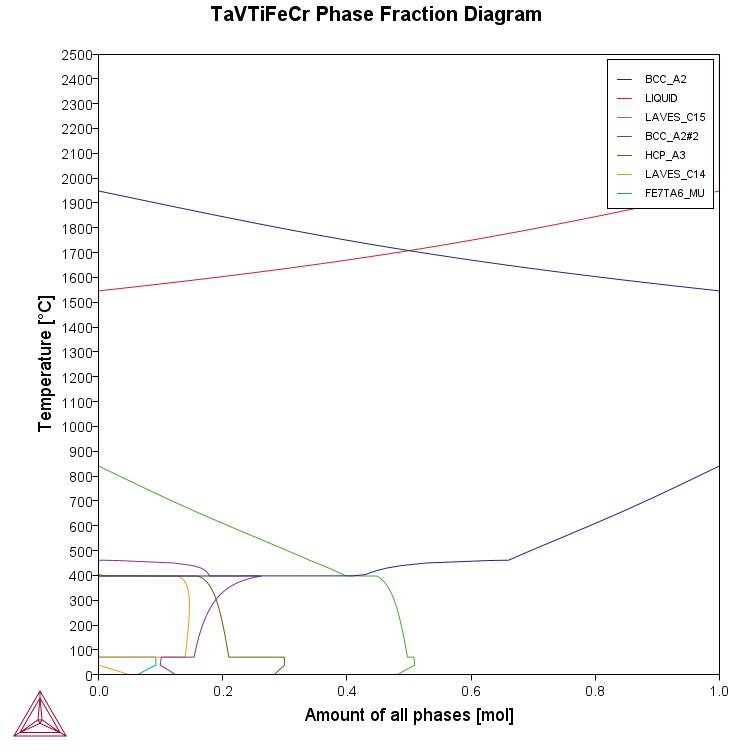 TaVTiFeCr Phase Fraction Diagram
2500
2400
2300
2200
2100
2000
1900
1800
1700
1600
1500
1400
1300
1200
1100
1000
900
800
700
600
500
400
300
200
100
0
Temperature [°C]
BCC_A2
LIQUID
LAVES_C15
BCC_A2#2
HCP_A3
LAVES_C14
FE7TA6_MU
0.0 0.2 0.4 0.6 0.8 1.0
Amount of all phases [mol]